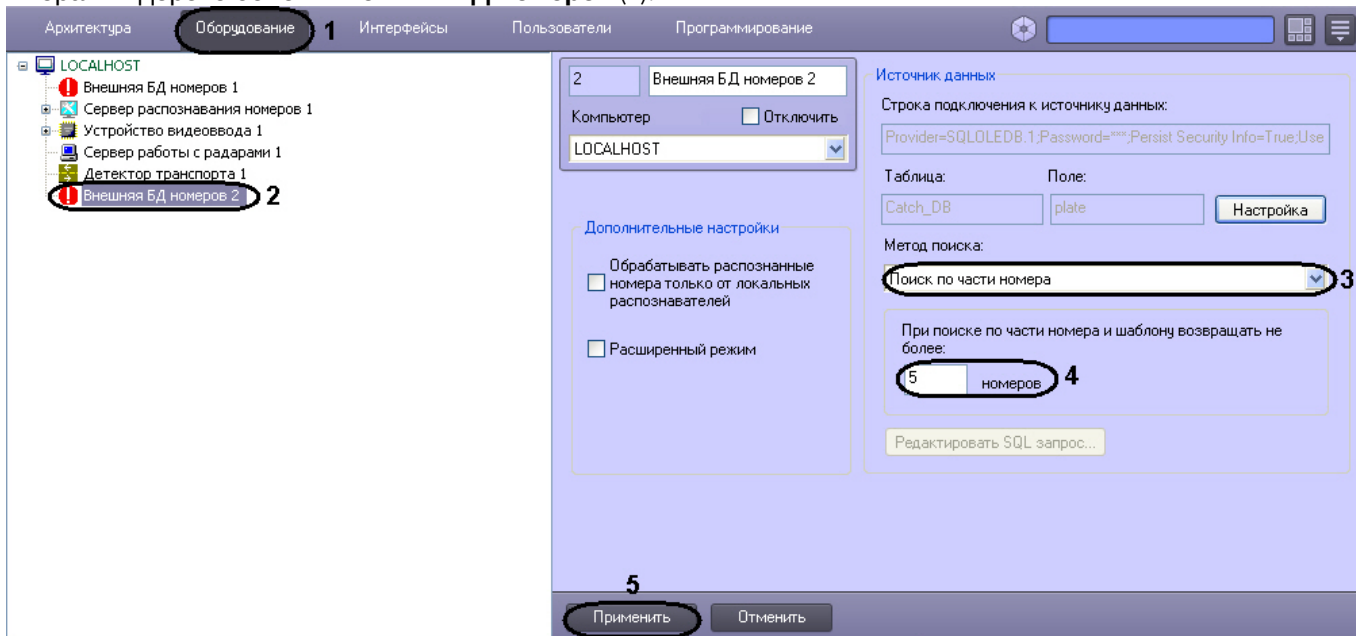 Архитектура Оборудование 1 Интерфейсы Пользователи Программирование
LOCALHOST
Внешняя БД номеров 1
Сервер распознавания номеров 1
Устройство видеоввода 1
Сервер работы с радарами 1
Детектор транспорта 1
Внешняя БД номеров 2 2
2 Внешняя БД номеров 2
Компьютер Отключить
LOCALHOST
Дополнительные настройки
Обрабатывать распознанные
номера только от локальных
распознавателей
Расширенный режим
Источник данных
Строка подключения к источнику данных:
Provider=SQLOLEDB.1;Password=***;Persist Security Info=True;Use
Таблица: Поле:
Catch_DB plate Настройка
Метод поиска:
Поиск по части номера 3
При поиске по части номера и шаблону возвращать не
более:
5 номеров 4
Редактировать SQL запрос...
5
Применить Отменить